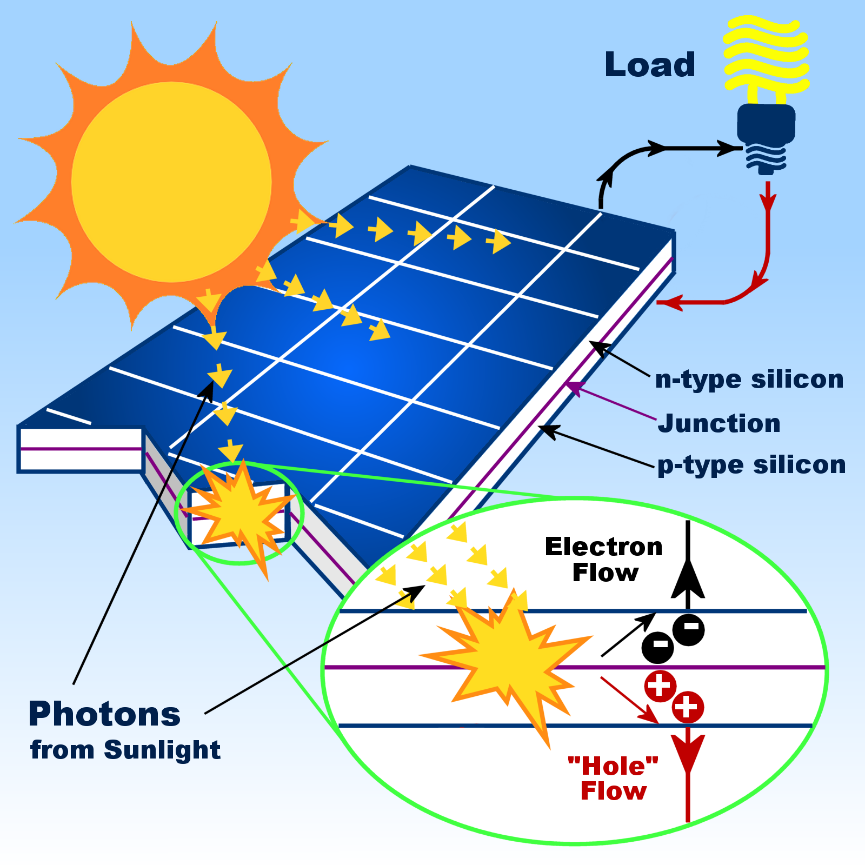 Load
n-type silicon
Junction
p-type silicon
Electron
Flow
Photons
from Sunlight
"Hole"
Flow